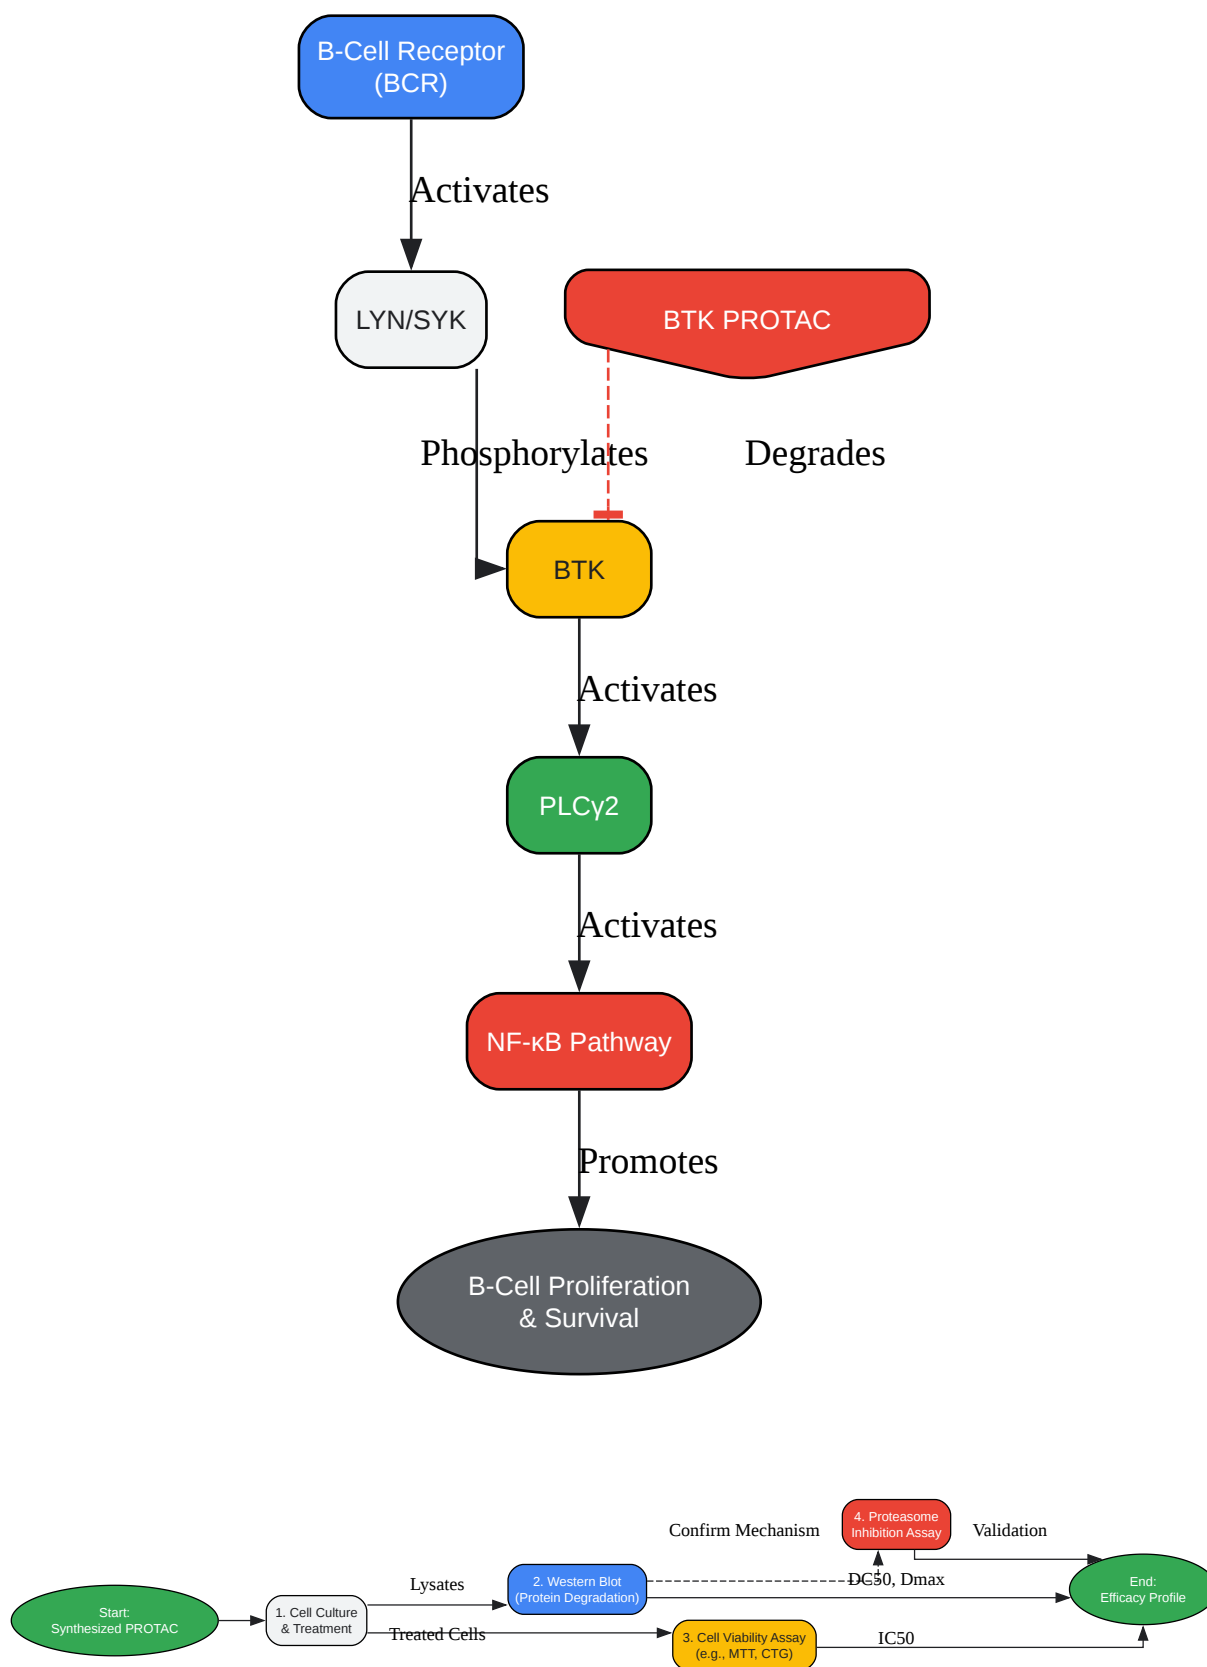 B-Cell Receptor
(BCR)
Activates
LYN/SYK
BTK PROTAC
Phosphorylates
Degrades
BTK
Activates
PLCγ2
Activates
NF-κB Pathway
Promotes
B-Cell Proliferation
& Survival
4. Proteasome
Inhibition Assay
Confirm Mechanism
Validation
Lysates
2. Western Blot
(Protein Degradation)
DC50, Dmax
End:
Efficacy Profile
Start:
Synthesized PROTAC
1. Cell Culture
& Treatment
Treated Cells
3. Cell Viability Assay
(e.g., MTT, CTG)
IC50